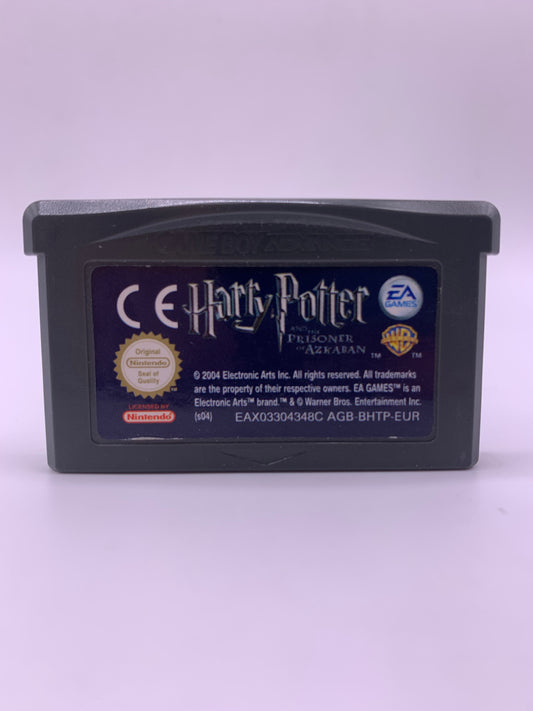 GAME BOY ADVANCE
CE Harry Potter
AND THE
PRISONER
OF AZKABAN
EA
GAMES
™ WB ™
Original
Nintendo
Seal of
Quality
™
LICENSED BY
Nintendo
© 2004 Electronic Arts Inc. All rights reserved. All trademarks
are the property of their respective owners. EA GAMES™ is an
Electronic Arts™ brand.™ & © Warner Bros. Entertainment Inc.
(s04) EAX03304348C AGB-BHTP-EUR